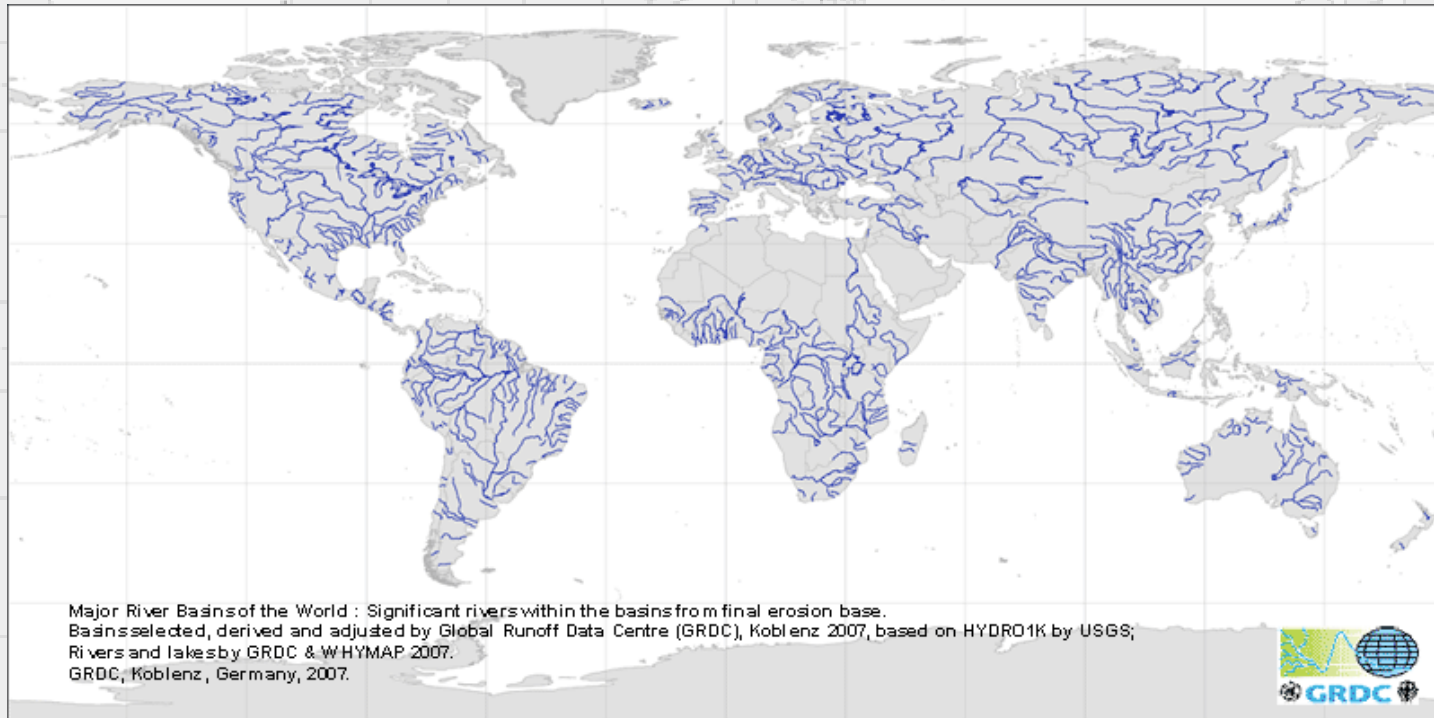 Major River Basins of the World : Significant rivers within the basins from final erosion base.
Basins selected, derived and adjusted by Global Runoff Data Centre (GRDC), Koblenz 2007, based on HYDRO1K by USGS;
Rivers and lakes by GRDC & WHYMAP 2007.
GRDC, Koblenz, Germany, 2007.
GRDC